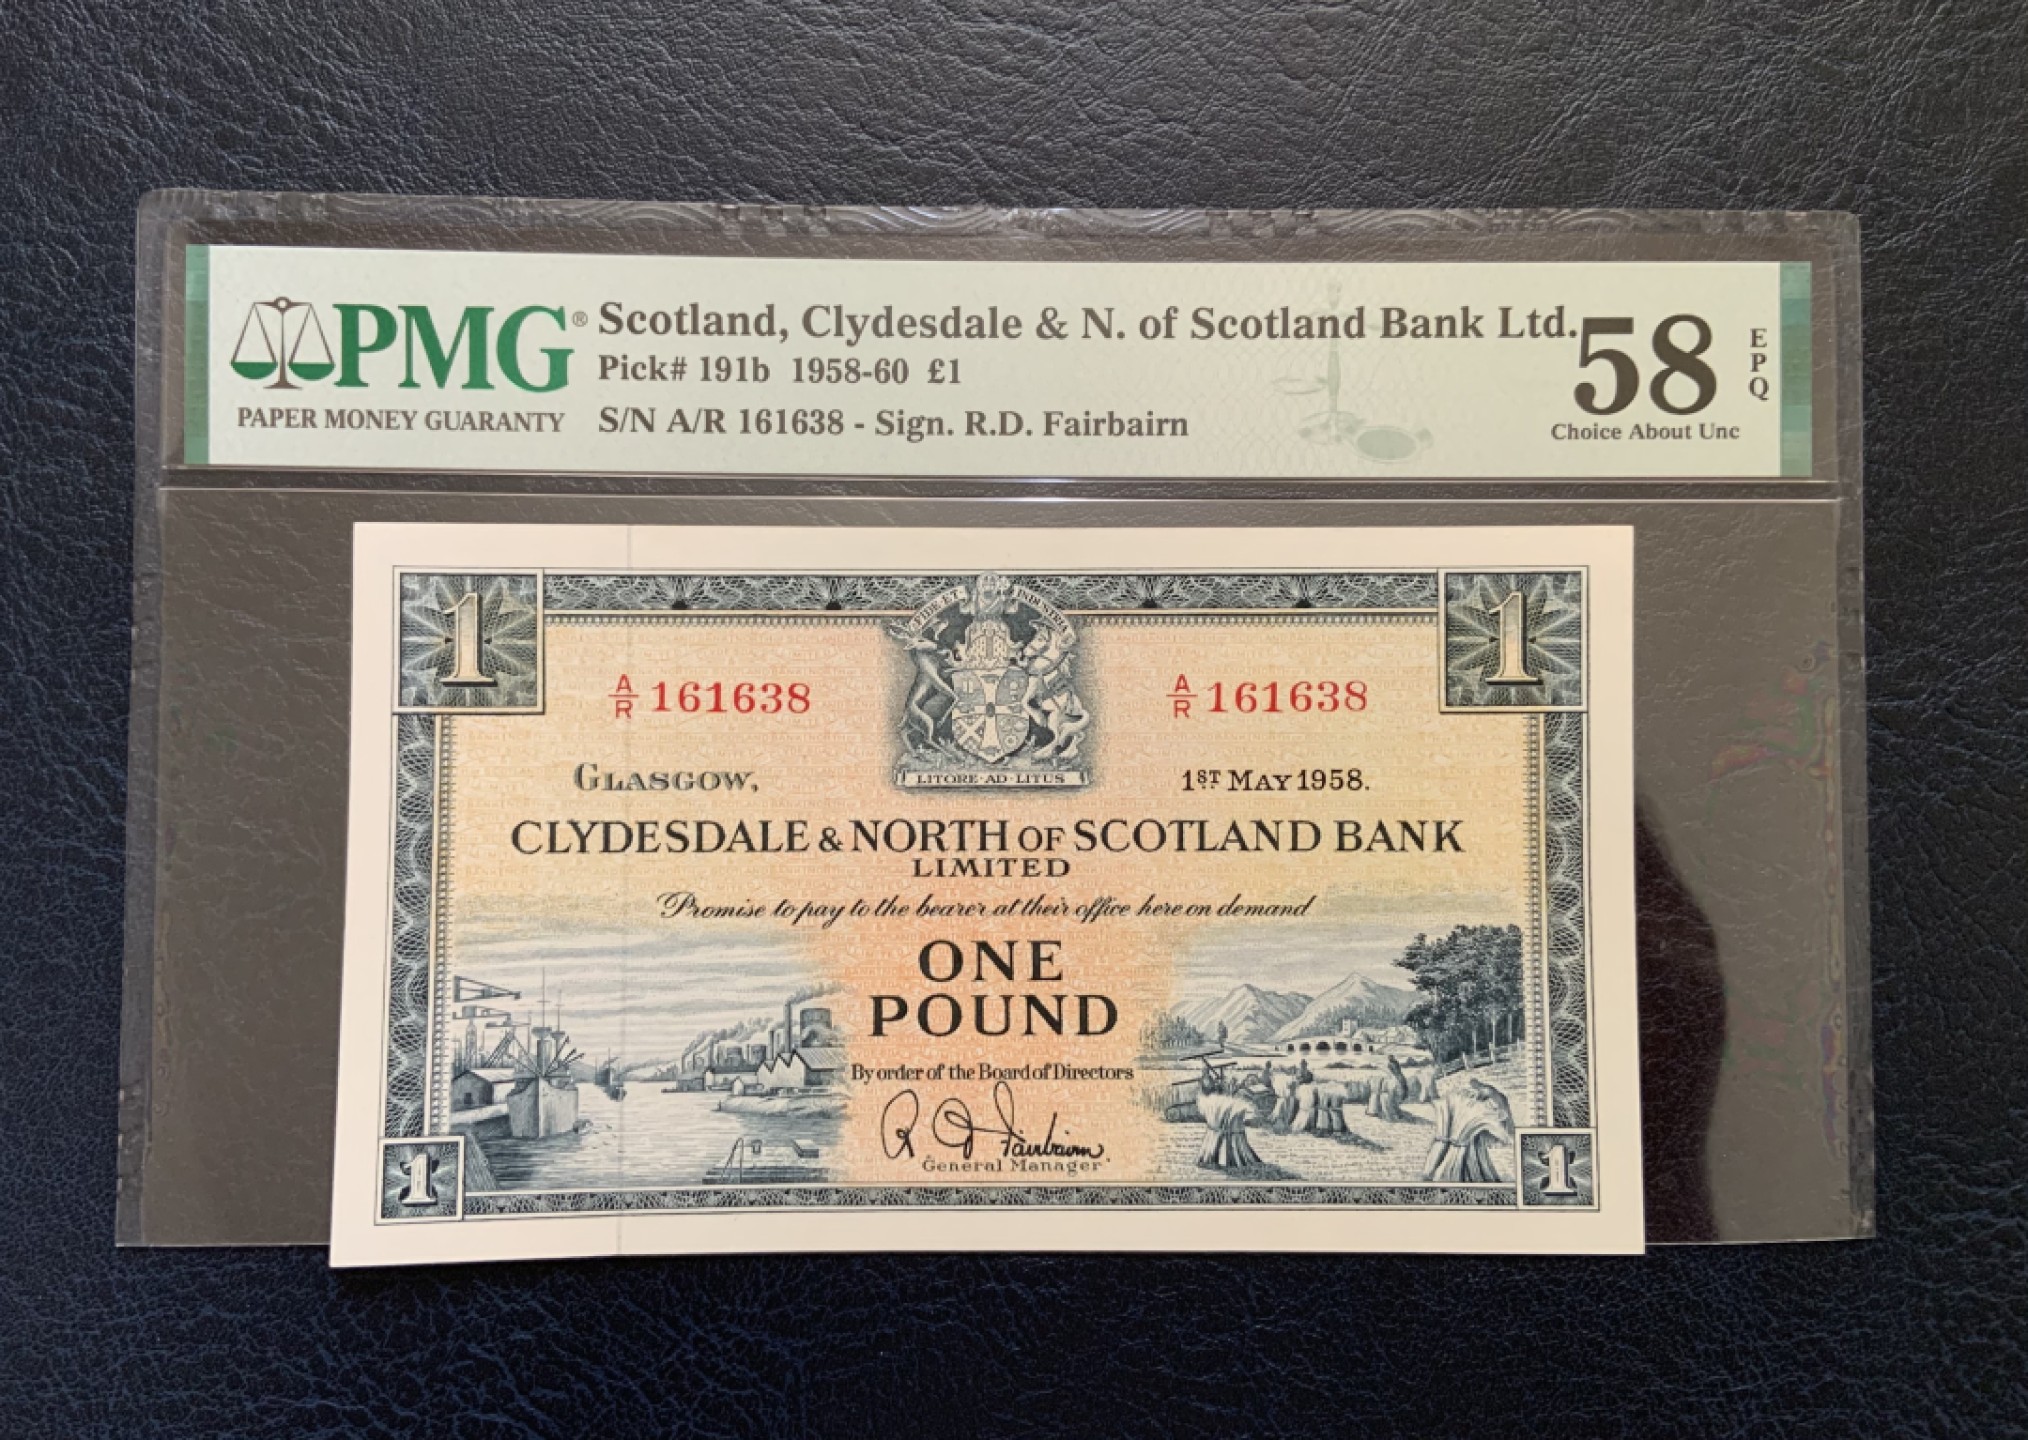 PMG®
PAPER MONEY GUARANTY
Scotland, Clydesdale & N. of Scotland Bank Ltd.
Pick# 191b 1958-60 £1
S/N A/R 161638 - Sign. R.D. Fairbairn
58
EPQ
Choice About Unc
1
1
INDUSTRIA
A/R 161638
A/R 161638
LITORE·AD·LITUS
GLASGOW,
1ST MAY 1958.
CLYDESDALE & NORTH OF SCOTLAND BANK
LIMITED
Promise to pay to the bearer at their office here on demand
ONE
POUND
By order of the Board of Directors
R D Fairbairn
General Manager
1
1